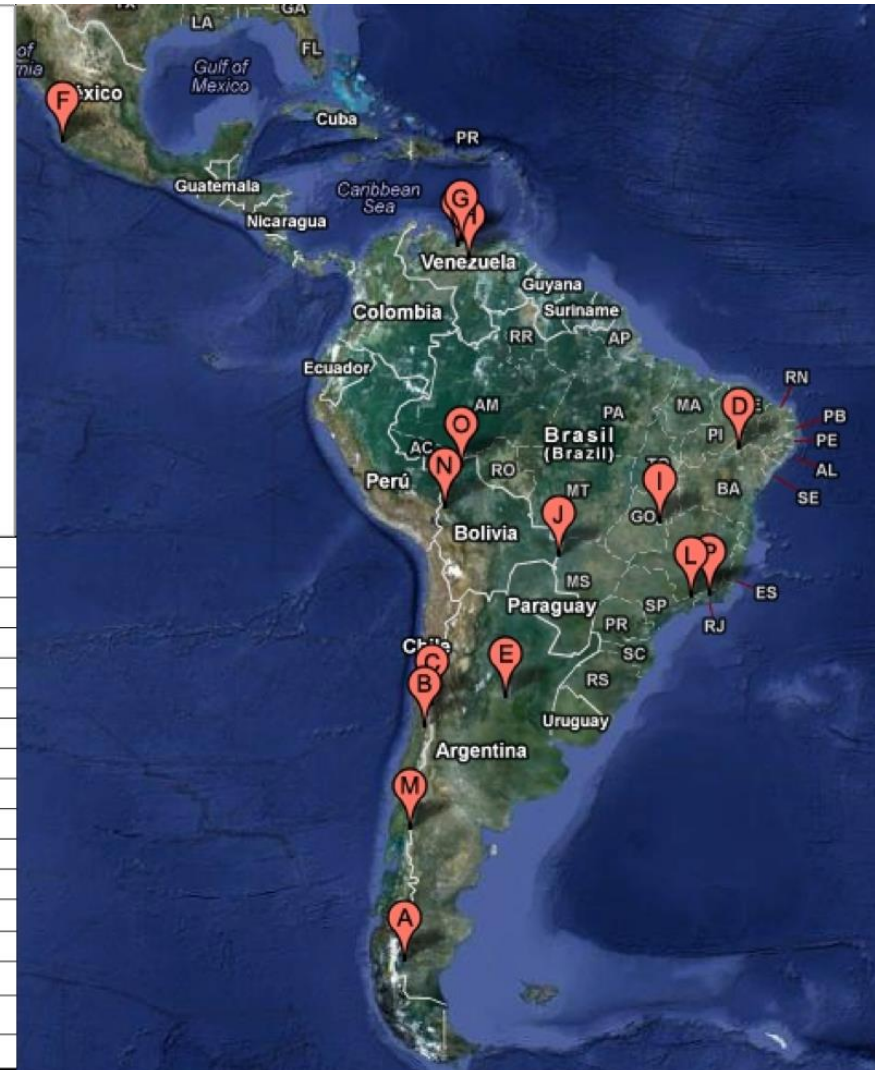 LA
GA
FL
of
Gulf of
Mexico
F
Cuba
PR
Guatemala
Caribbean
Sea
Nicaragua
G
H
Venezuela
Guyana
Colombia
Suriname
RR
AP
Ecuador
RN
AM
PA
MA
D
PB
O
Brasil
PI
PE
AC
(Brazil)
AL
N
RO
I
BA
SE
Perú
MT
J
GO
Bolivia
L
P
MS
ES
Paraguay
SP
PR
RJ
C
E
SC
B
RS
Uruguay
Argentina
M
A